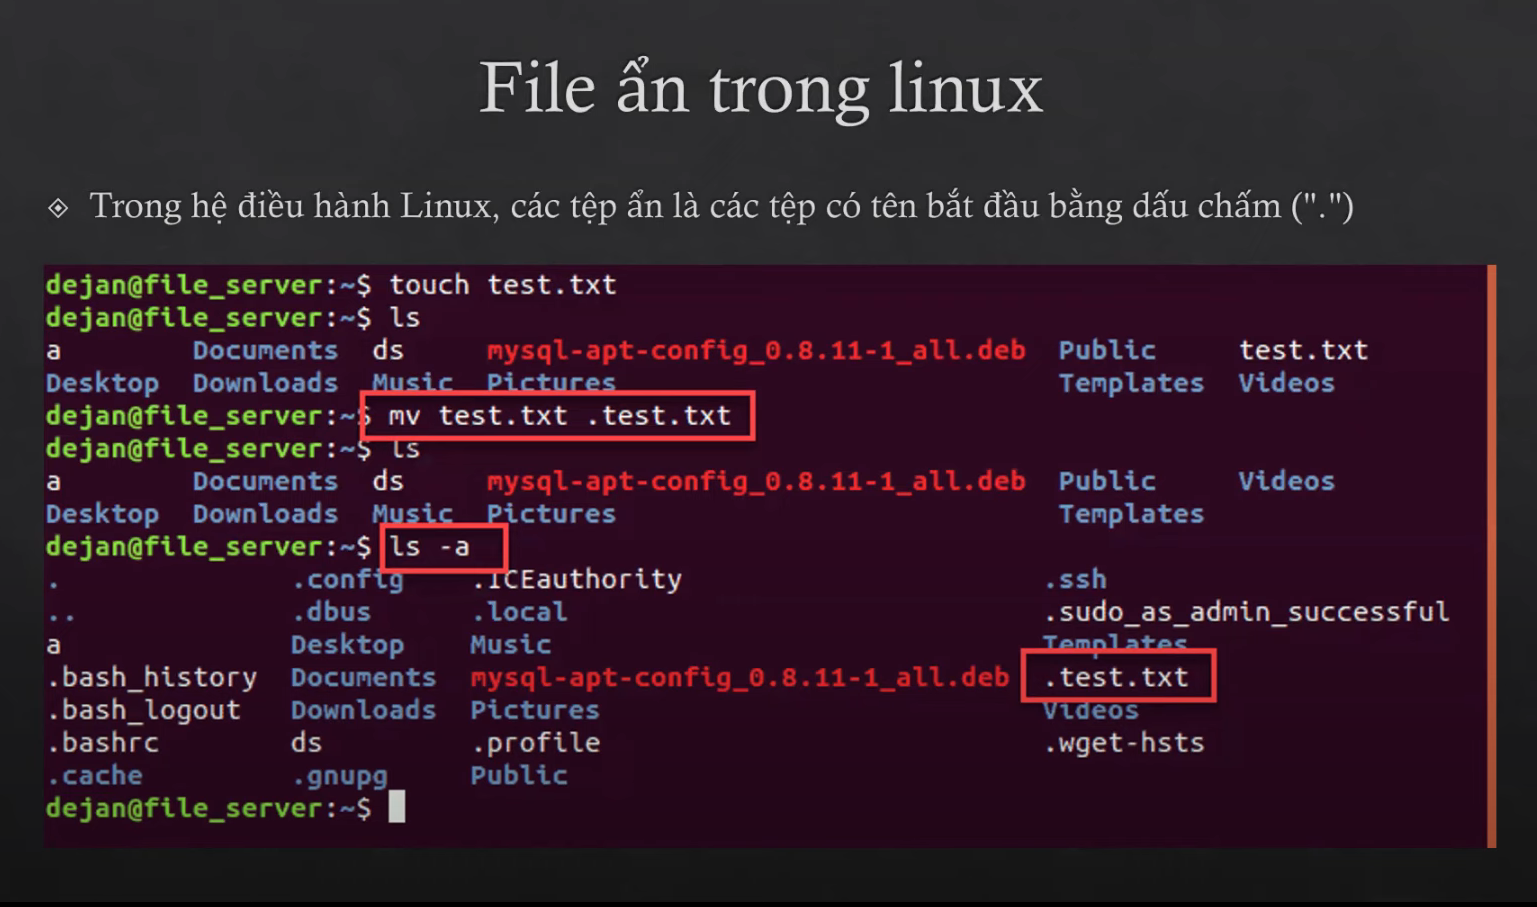 File ẩn trong linux
Trong hệ điều hành Linux, các tệp ẩn là các tệp có tên bắt đầu bằng dấu chấm (".")
dejan@file_server:~$ touch test.txt
dejan@file_server:~$ ls
a Documents ds mysql-apt-config_0.8.11-1_all.deb Public test.txt
Desktop Downloads Music Pictures Templates Videos
dejan@file_server:~$ mv test.txt .test.txt
dejan@file_server:~$ ls
a Documents ds mysql-apt-config_0.8.11-1_all.deb Public Videos
Desktop Downloads Music Pictures Templates
dejan@file_server:~$ ls -a
. .config .ICEauthority .ssh
.. .dbus .local .sudo_as_admin_successful
a Desktop Music Templates
.bash_history Documents mysql-apt-config_0.8.11-1_all.deb .test.txt
.bash_logout Downloads Pictures Videos
.bashrc ds .profile .wget-hsts
.cache .gnupg Public
dejan@file_server:~$